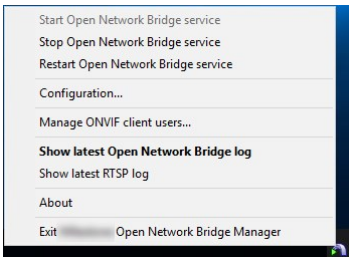 Start Open Network Bridge service
Stop Open Network Bridge service
Restart Open Network Bridge service
Configuration...
Manage ONVIF client users...
Show latest Open Network Bridge log
Show latest RTSP log
About
Exit Open Network Bridge Manager